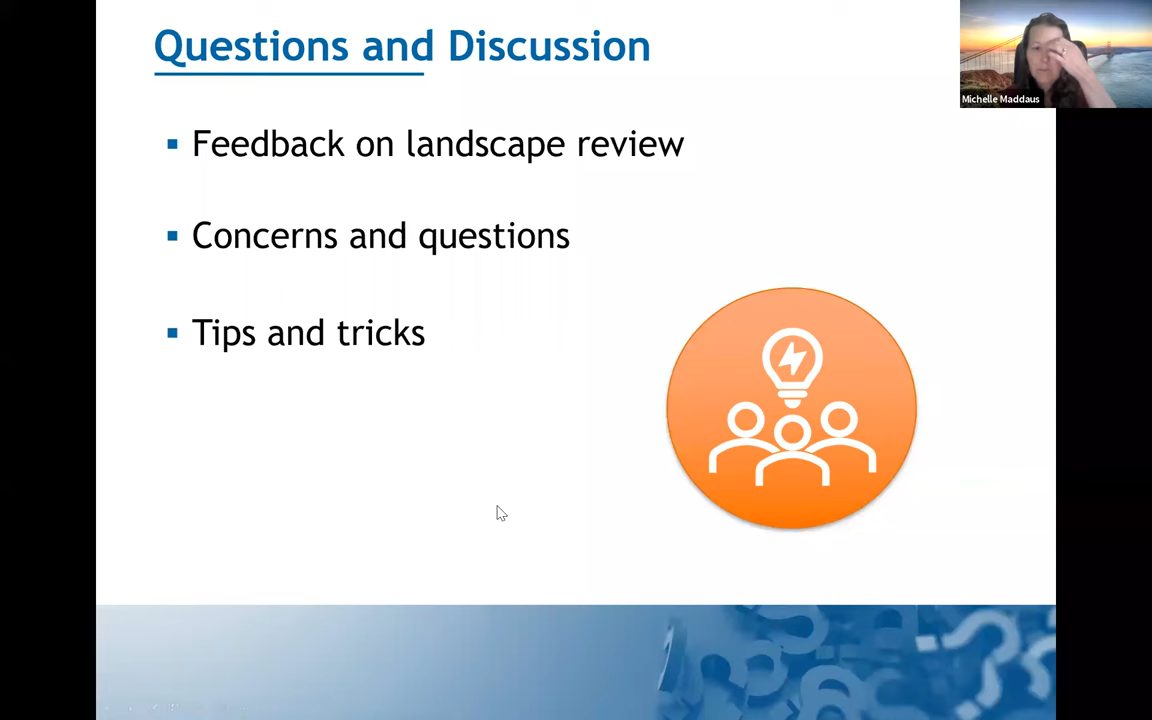 Questions and Discussion
Michelle Maddaus
Feedback on landscape review
Concerns and questions
Tips and tricks